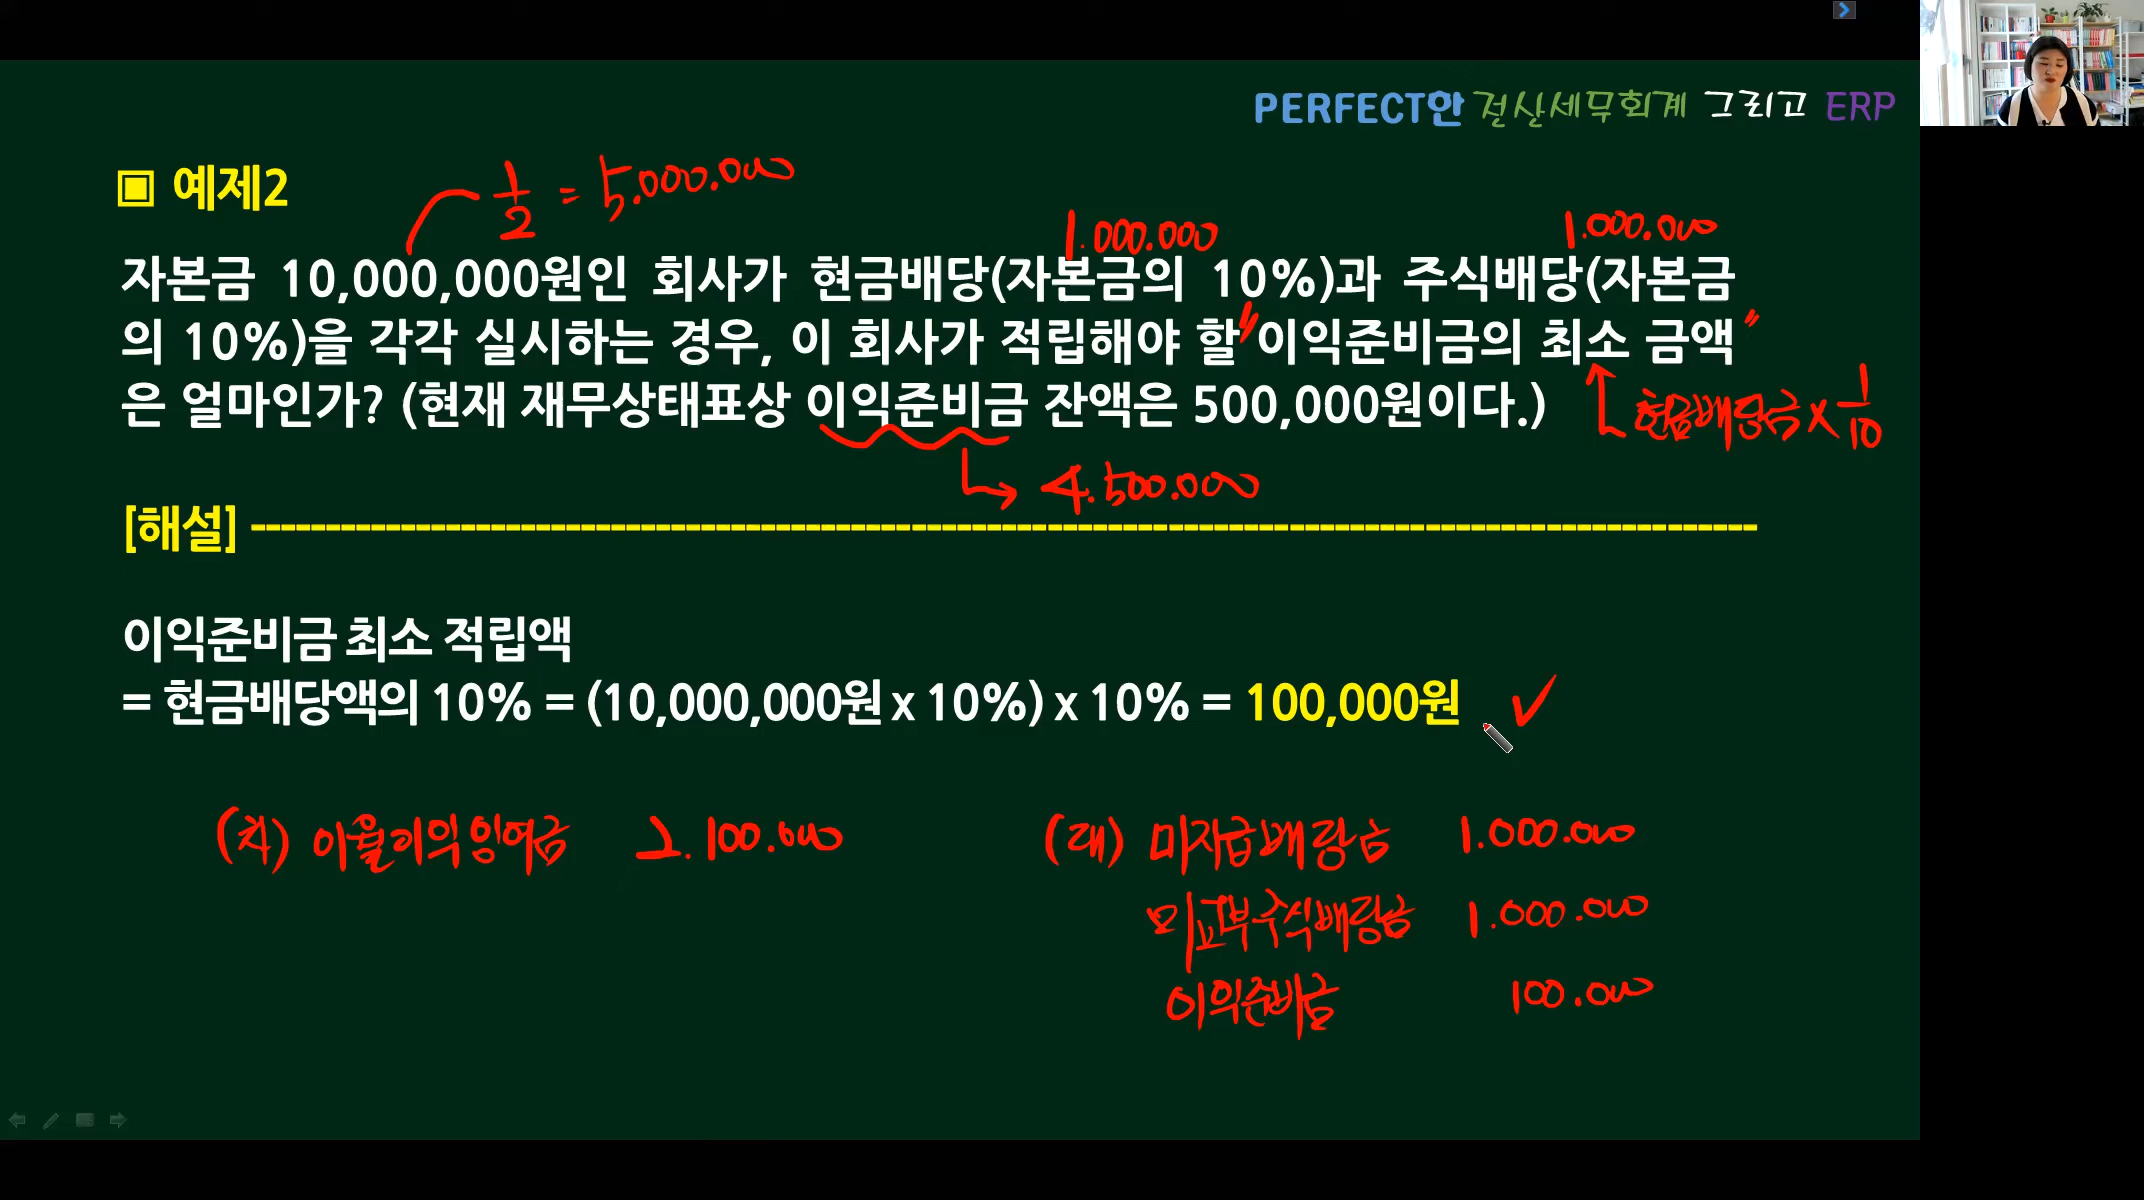 PERFECT한 전산세무회계 그리고 ERP
▣ 예제2
1/2 = 5.000.000
1.000.000
1.000.000
자본금 10,000,000원인 회사가 현금배당(자본금의 10%)과 주식배당(자본금
의 10%)을 각각 실시하는 경우, 이 회사가 적립해야 할 "이익준비금의 최소 금액"
은 얼마인가? (현재 재무상태표상 이익준비금 잔액은 500,000원이다.)
현금배당금 × 1/10
4.500.000
[해설]
이익준비금 최소 적립액
= 현금배당액의 10% = (10,000,000원 x 10%) x 10% = 100,000원
(차) 이월이익잉여금 2.100.000 (대) 미지급배당금 1.000.000
미교부주식배당금 1.000.000
이익준비금 100.000